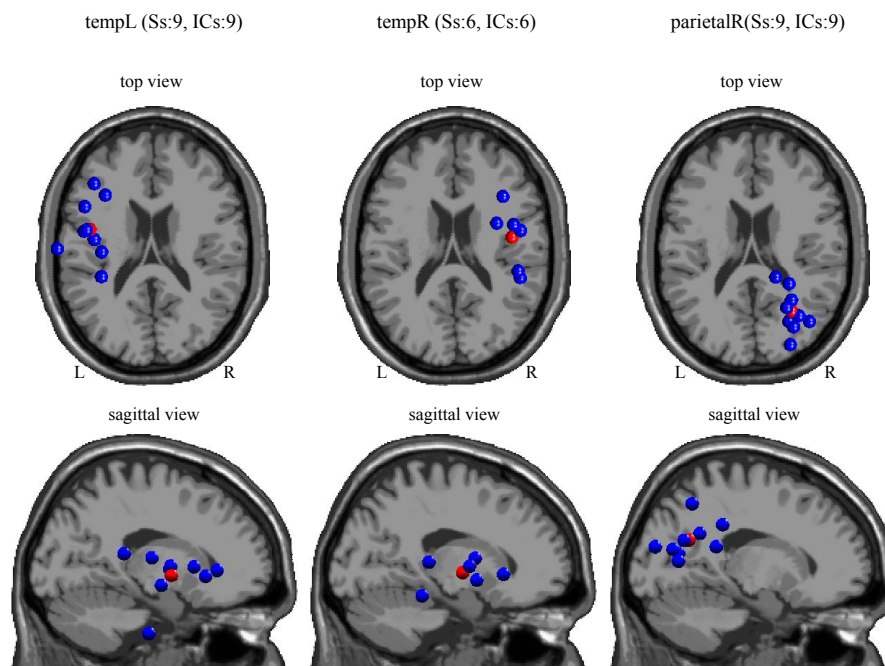 templL (Ss:9, ICs:9)
tempR (Ss:6, ICs:6)
parietalR(Ss:9, ICs:9)
top view
top view
top view
L
R
L
R
L
R
sagittal view
sagittal view
sagittal view